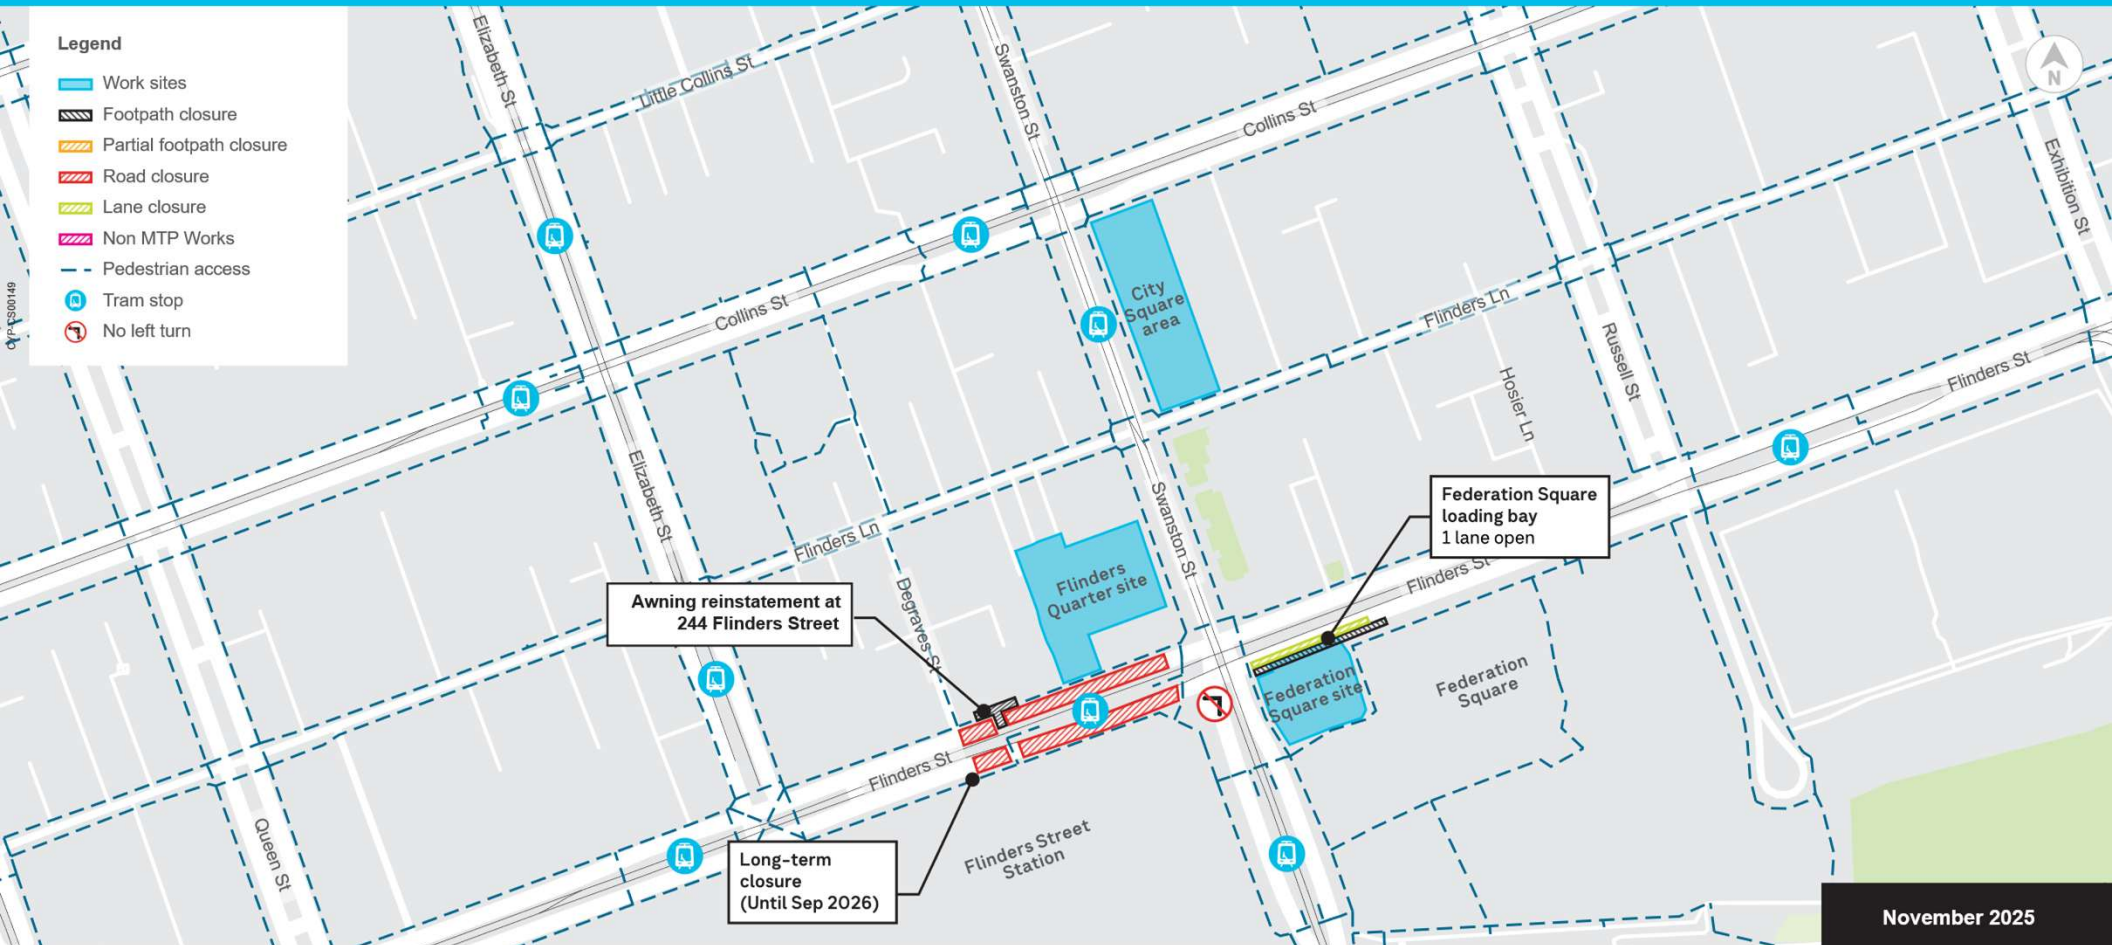 Legend
Work sites
Footpath closure
Partial footpath closure
Road closure
Lane closure
Non MTP Works
Pedestrian access
Tram stop
No left turn
CYP-CS00149
N
Elizabeth St
Little Collins St
Swanston St
Collins St
Exhibition St
Collins St
City
Square
area
Flinders Ln
Russell St
Flinders St
Hosier Ln
Elizabeth St
Flinders Ln
Swanston St
Federation Square
loading bay
1 lane open
Flinders St
Flinders
Quarter site
Awning reinstatement at
244 Flinders Street
Degraves St
Federation
Square site
Federation
Square
Flinders St
Queen St
Flinders Street
Station
Long-term
closure
(Until Sep 2026)
November 2025